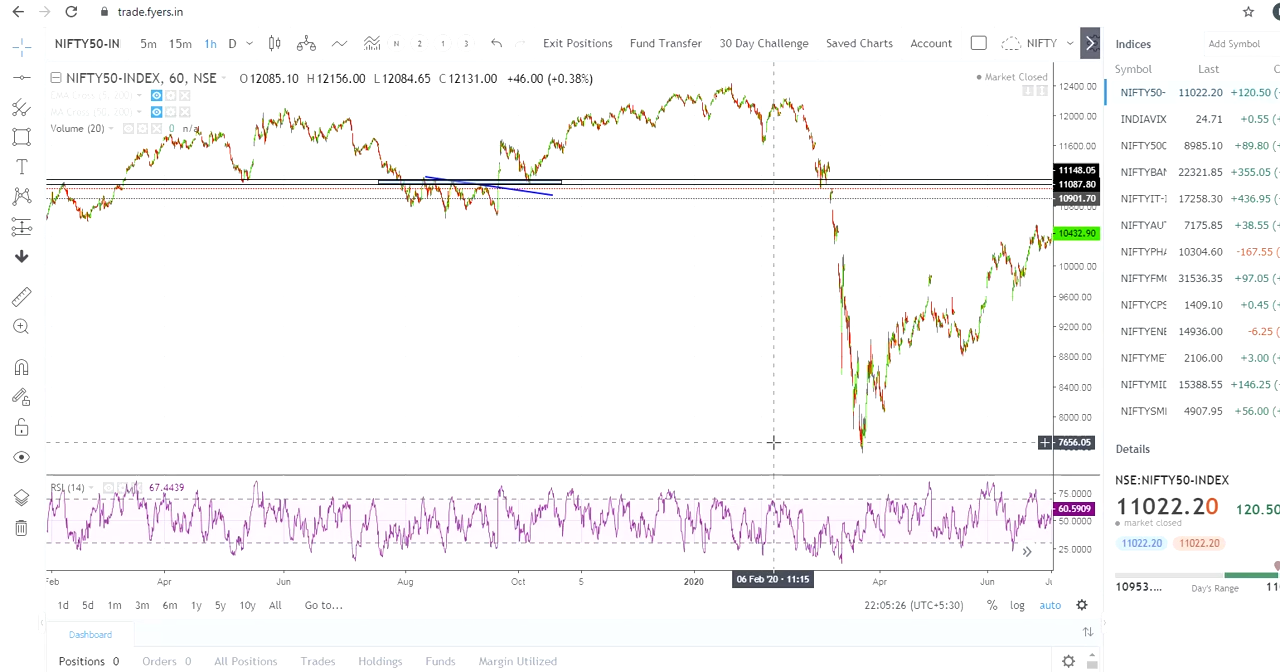 trade.fyers.in
NIFTY50-IN 5m 15m 1h D N 2 1 3 Exit Positions Fund Transfer 30 Day Challenge Saved Charts Account NIFTY
Indices Add Symbol
Symbol Last C
NIFTY50-INDEX, 60, NSE O12085.10 H12156.00 L12084.65 C12131.00 +46.00 (+0.38%)
Market Closed
Volume (20) 0 n/a
12400.00
12000.00
11600.00
11148.05
11087.80
10901.70
10432.90
10000.00
9600.00
9200.00
8800.00
8400.00
8000.00
7656.05
RSI (14) 67.4439
75.0000
60.5909
50.0000
25.0000
Feb Apr Jun Aug Oct 5 2020 06 Feb '20 - 11:15 Apr Jun
1d 5d 1m 3m 6m 1y 5y 10y All Go to... 22:05:26 (UTC+5:30) % log auto
Dashboard
Positions 0 Orders 0 All Positions Trades Holdings Funds Margin Utilized
NIFTY50- 11022.20 +120.50 (
INDIAVIX 24.71 +0.55 (
NIFTY50C 8985.10 +89.80 (
NIFTYBAN 22321.85 +355.05 (
NIFTYIT-I 17258.30 +436.95 (
NIFTYAU 7175.85 +38.55 (
NIFTYPHA 10304.60 -167.55 (
NIFTYFMC 31536.35 +97.05 (
NIFTYCPS 1409.10 +0.45 (
NIFTYENE 14936.00 -6.25 (
NIFTYMET 2106.00 +3.00 (
NIFTYMID 15388.55 +146.25 (
NIFTYSMI 4907.95 +56.00 (
Details
NSE:NIFTY50-INDEX
11022.20 120.50
market closed
11022.20 11022.20
10953.... Day's Range 110